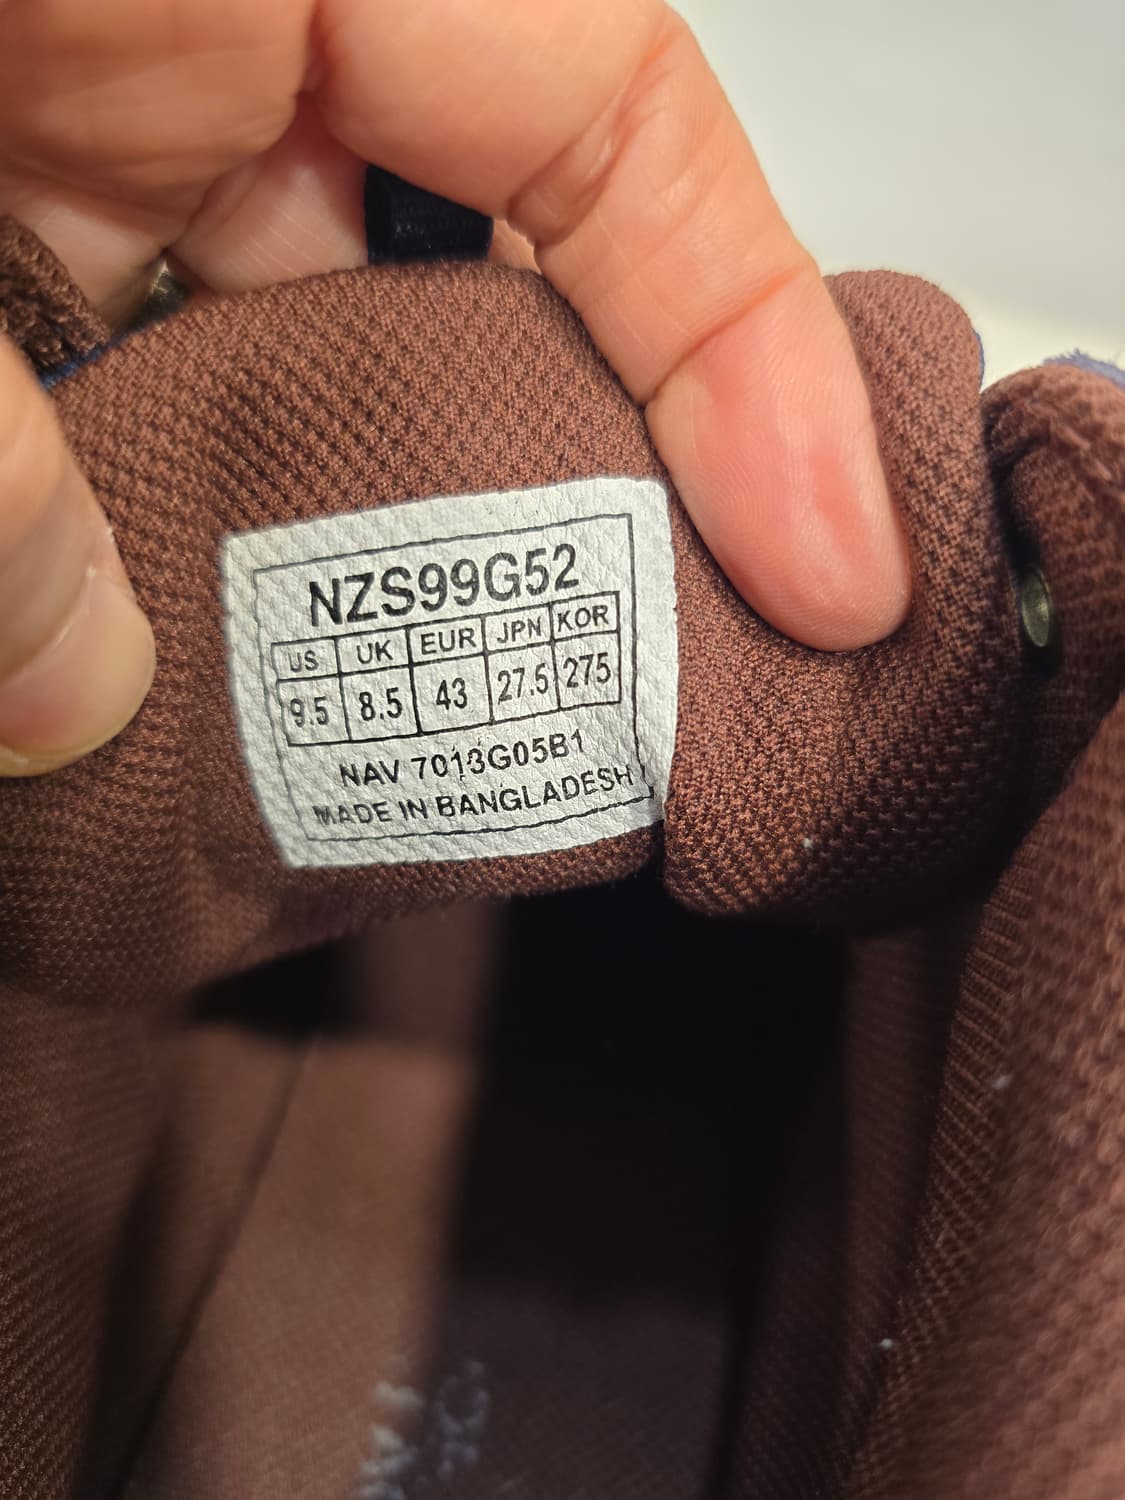 NZS99G52
US UK EUR JPN KOR
9.5 8.5 43 27.5 275
NAV 7013G05B1
MADE IN BANGLADESH